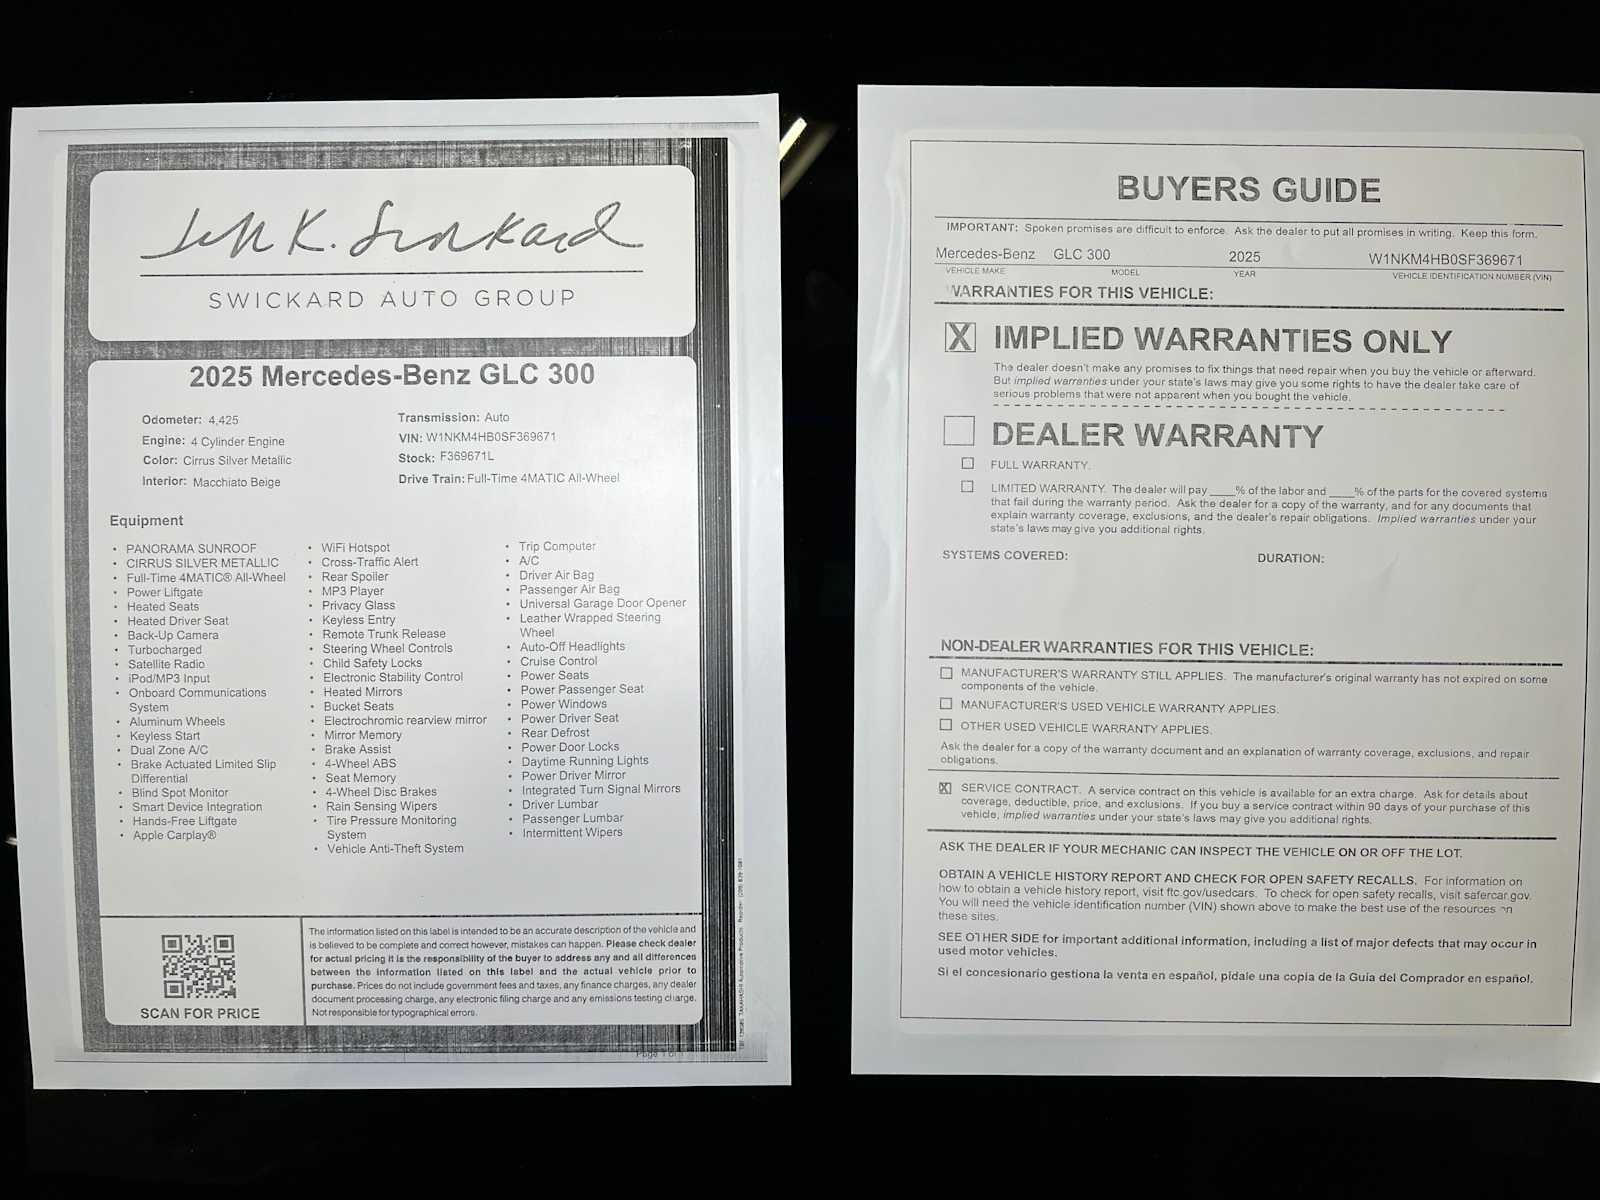 Jeff K. Swickard
SWICKARD AUTO GROUP
2025 Mercedes-Benz GLC 300
Odometer: 4,425
Engine: 4 Cylinder Engine
Color: Cirrus Silver Metallic
Interior: Macchiato Beige
Transmission: Auto
VIN: W1NKM4HB0SF369671
Stock: F369671L
Drive Train: Full-Time 4MATIC All-Wheel
Equipment
• PANORAMA SUNROOF
• CIRRUS SILVER METALLIC
• Full-Time 4MATIC® All-Wheel
• Power Liftgate
• Heated Seats
• Heated Driver Seat
• Back-Up Camera
• Turbocharged
• Satellite Radio
• iPod/MP3 Input
• Onboard Communications
System
• Aluminum Wheels
• Keyless Start
• Dual Zone A/C
• Brake Actuated Limited Slip
Differential
• Blind Spot Monitor
• Smart Device Integration
• Hands-Free Liftgate
• Apple Carplay®
• WiFi Hotspot
• Cross-Traffic Alert
• Rear Spoiler
• MP3 Player
• Privacy Glass
• Keyless Entry
• Remote Trunk Release
• Steering Wheel Controls
• Child Safety Locks
• Electronic Stability Control
• Heated Mirrors
• Bucket Seats
• Electrochromic rearview mirror
• Mirror Memory
• Brake Assist
• 4-Wheel ABS
• Seat Memory
• 4-Wheel Disc Brakes
• Rain Sensing Wipers
• Tire Pressure Monitoring
System
• Vehicle Anti-Theft System
• Trip Computer
• A/C
• Driver Air Bag
• Passenger Air Bag
• Universal Garage Door Opener
• Leather Wrapped Steering
Wheel
• Auto-Off Headlights
• Cruise Control
• Power Seats
• Power Passenger Seat
• Power Windows
• Power Driver Seat
• Rear Defrost
• Power Door Locks
• Daytime Running Lights
• Power Driver Mirror
• Integrated Turn Signal Mirrors
• Driver Lumbar
• Passenger Lumbar
• Intermittent Wipers
SCAN FOR PRICE
The information listed on this label is intended to be an accurate description of the vehicle and
is believed to be complete and correct however, mistakes can happen. Please check dealer
for actual pricing it is the responsibility of the buyer to address any and all differences
between the information listed on this label and the actual vehicle prior to
purchase. Prices do not include government fees and taxes, any finance charges, any dealer
document processing charge, any electronic filing charge and any emissions testing charge.
Not responsible for typographical errors.
Page 1 of
BUYERS GUIDE
IMPORTANT: Spoken promises are difficult to enforce. Ask the dealer to put all promises in writing. Keep this form.
Mercedes-Benz GLC 300 2025 W1NKM4HB0SF369671
VEHICLE MAKE MODEL YEAR VEHICLE IDENTIFICATION NUMBER (VIN)
WARRANTIES FOR THIS VEHICLE:
X IMPLIED WARRANTIES ONLY
The dealer doesn't make any promises to fix things that need repair when you buy the vehicle or afterward.
But implied warranties under your state's laws may give you some rights to have the dealer take care of
serious problems that were not apparent when you bought the vehicle.
DEALER WARRANTY
FULL WARRANTY.
LIMITED WARRANTY. The dealer will pay ____% of the labor and ____% of the parts for the covered systems
that fail during the warranty period. Ask the dealer for a copy of the warranty, and for any documents that
explain warranty coverage, exclusions, and the dealer's repair obligations. Implied warranties under your
state's laws may give you additional rights.
SYSTEMS COVERED: DURATION:
NON-DEALER WARRANTIES FOR THIS VEHICLE:
MANUFACTURER'S WARRANTY STILL APPLIES. The manufacturer's original warranty has not expired on some
components of the vehicle.
MANUFACTURER'S USED VEHICLE WARRANTY APPLIES.
OTHER USED VEHICLE WARRANTY APPLIES.
Ask the dealer for a copy of the warranty document and an explanation of warranty coverage, exclusions, and repair
obligations.
X SERVICE CONTRACT. A service contract on this vehicle is available for an extra charge. Ask for details about
coverage, deductible, price, and exclusions. If you buy a service contract within 90 days of your purchase of this
vehicle, implied warranties under your state's laws may give you additional rights.
ASK THE DEALER IF YOUR MECHANIC CAN INSPECT THE VEHICLE ON OR OFF THE LOT.
OBTAIN A VEHICLE HISTORY REPORT AND CHECK FOR OPEN SAFETY RECALLS. For information on
how to obtain a vehicle history report, visit ftc.gov/usedcars. To check for open safety recalls, visit safercar.gov.
You will need the vehicle identification number (VIN) shown above to make the best use of the resources on
these sites.
SEE OTHER SIDE for important additional information, including a list of major defects that may occur in
used motor vehicles.
Si el concesionario gestiona la venta en español, pídale una copia de la Guía del Comprador en español.